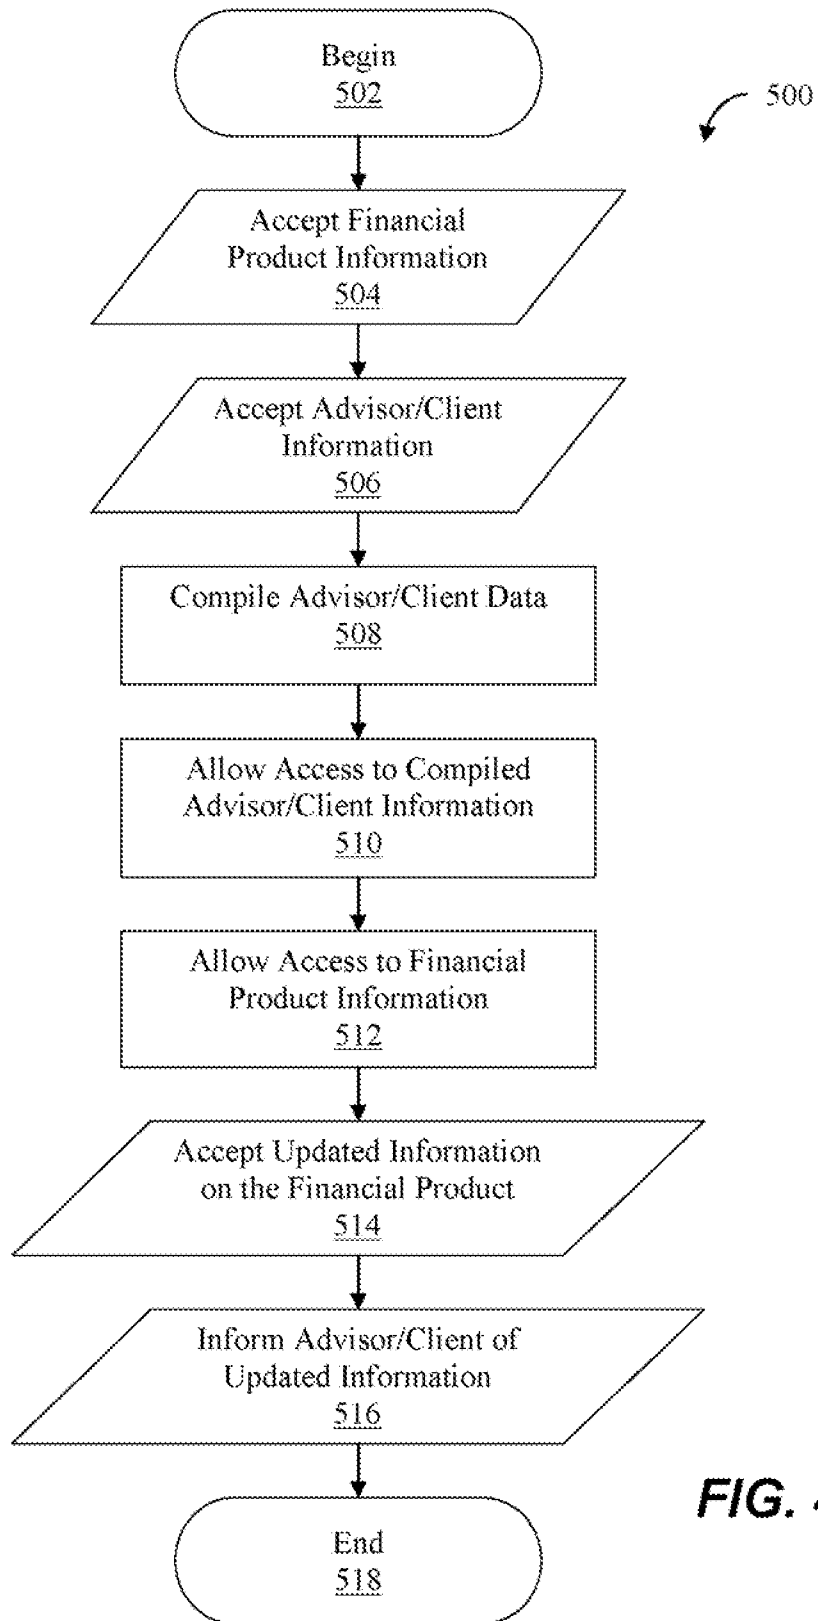 Begin
502
500
Accept Financial
Product Information
504
Accept Advisor/Client
Information
506
Compile Advisor/Client Data
508
Allow Access to Compiled
Advisor/Client Information
510
Allow Access to Financial
Product Information
512
Accept Updated Information
on the Financial Product
514
Inform Advisor/Client of
Updated Information
516
FIG.
End
518